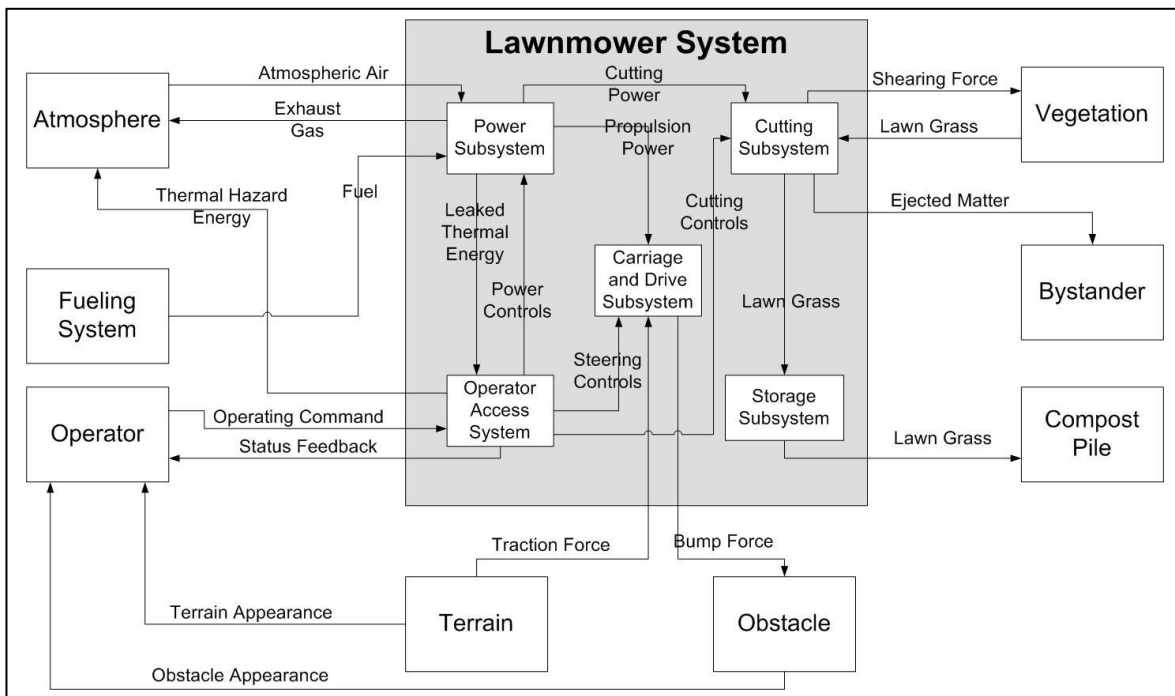 Lawnmower System
Atmospheric Air
Cutting
Power
Shearing Force
Atmosphere
Exhaust
Gas
Power
Subsystem
Propulsion
Power
Cutting
Subsystem
Lawn Grass
Vegetation
Thermal Hazard
Energy
Fuel
Leaked
Thermal
Energy
Cutting
Controls
Ejected Matter
Fueling
System
Power
Controls
Carriage
and Drive
Subsystem
Lawn Grass
Bystander
Steering
Controls
Operator
Operating Command
Status Feedback
Operator
Access
System
Storage
Subsystem
Lawn Grass
Compost
Pile
Traction Force
Bump Force
Terrain Appearance
Terrain
Obstacle
Obstacle Appearance